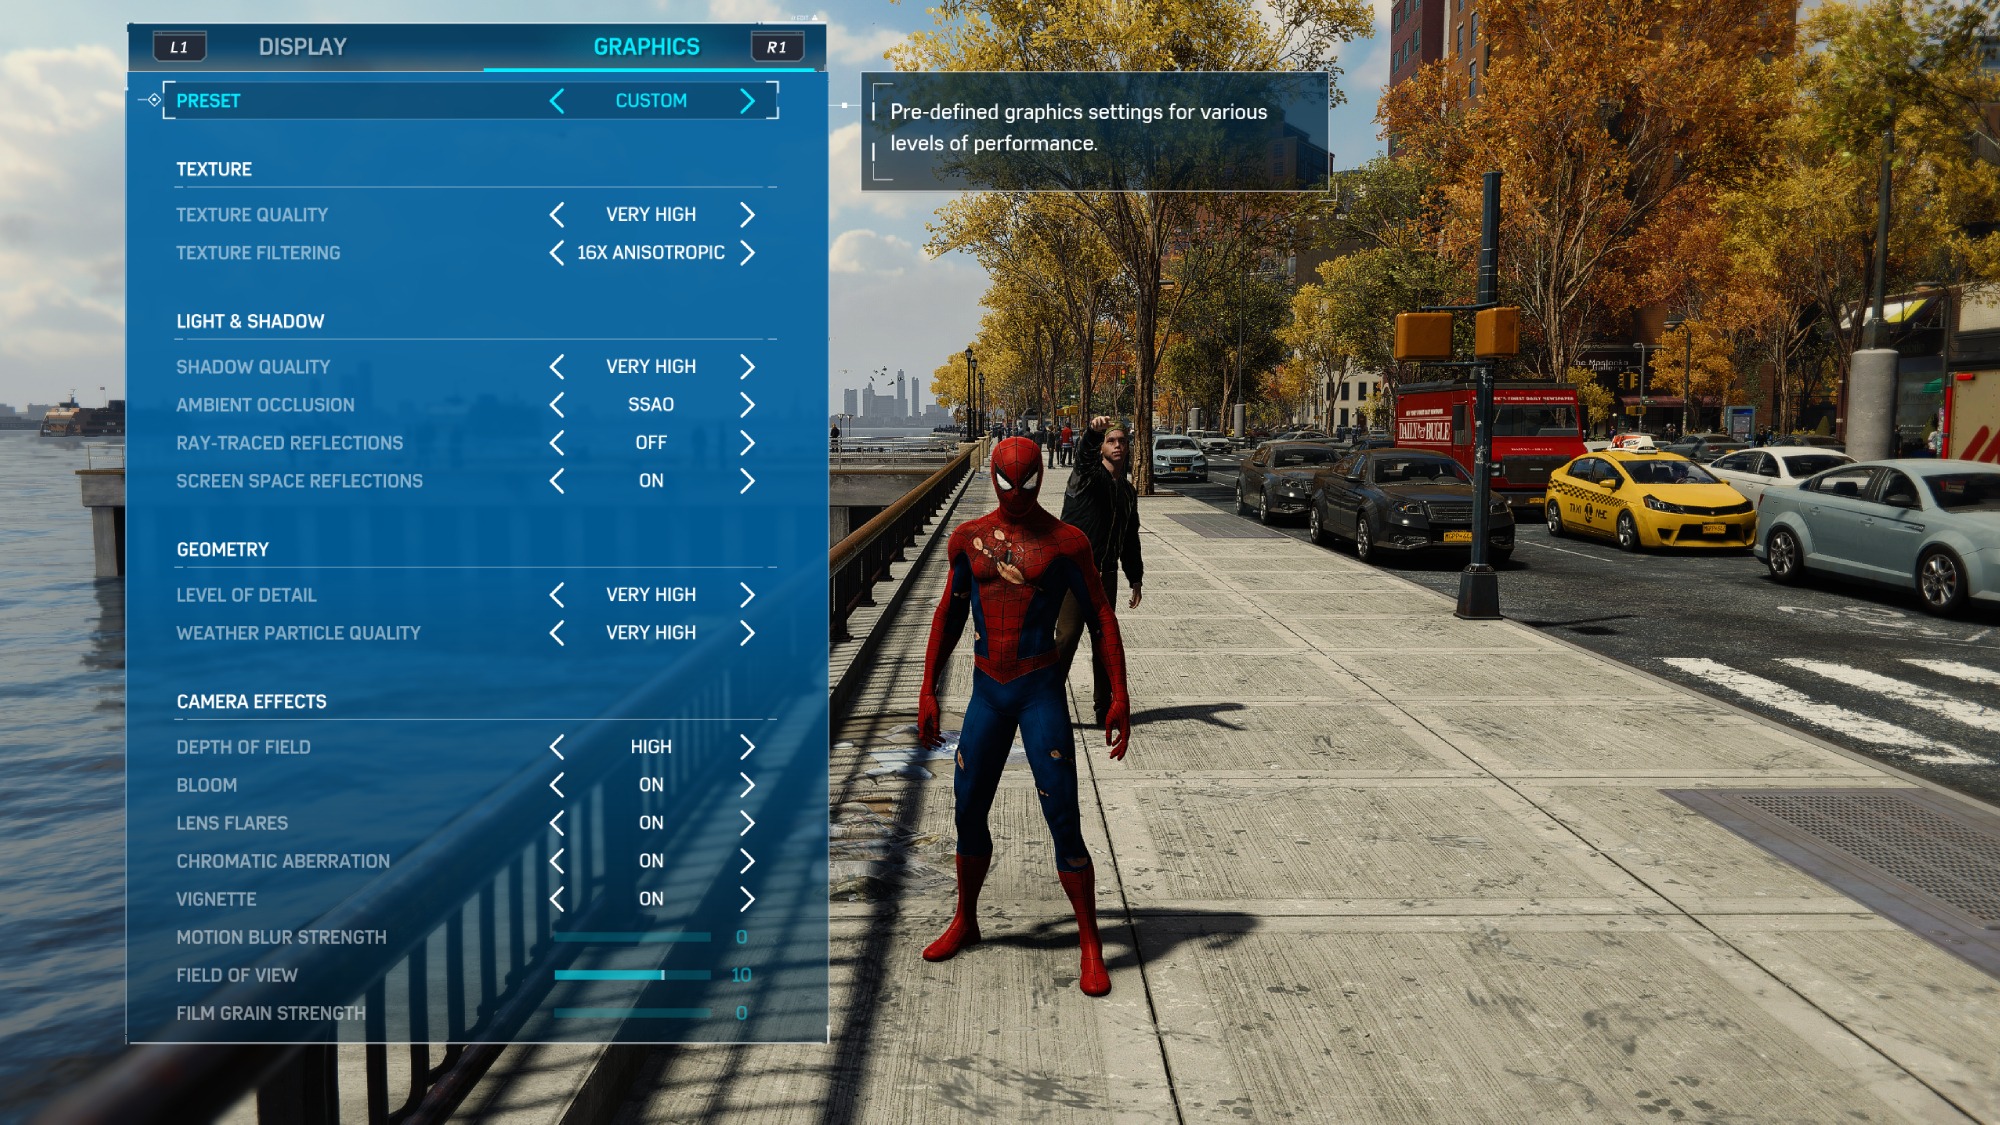 L1 DISPLAY GRAPHICS R1
PRESET CUSTOM
Pre-defined graphics settings for various
levels of performance.
TEXTURE
TEXTURE QUALITY VERY HIGH
TEXTURE FILTERING 16X ANISOTROPIC
LIGHT & SHADOW
SHADOW QUALITY VERY HIGH
AMBIENT OCCLUSION SSAO
RAY-TRACED REFLECTIONS OFF
SCREEN SPACE REFLECTIONS ON
GEOMETRY
LEVEL OF DETAIL VERY HIGH
WEATHER PARTICLE QUALITY VERY HIGH
CAMERA EFFECTS
DEPTH OF FIELD HIGH
BLOOM ON
LENS FLARES ON
CHROMATIC ABERRATION ON
VIGNETTE ON
MOTION BLUR STRENGTH 0
FIELD OF VIEW 10
FILM GRAIN STRENGTH 0
DAILY BUGLE
TAXI NYC